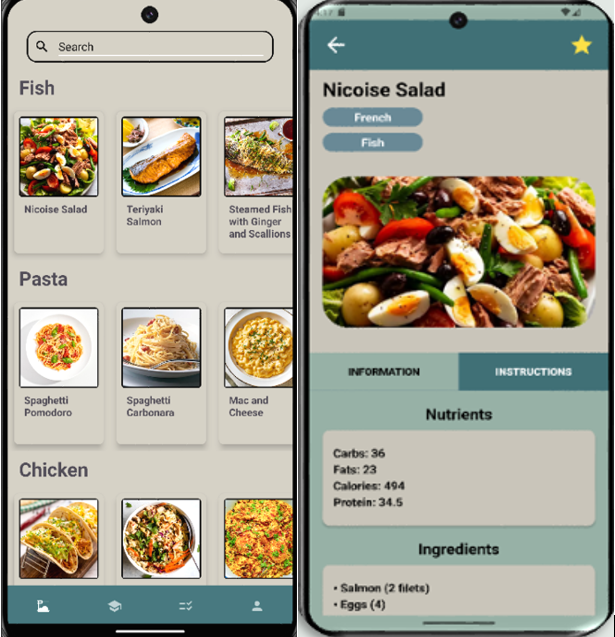 Search
Fish
Nicoise Salad
Teriyaki
Salmon
Steamed Fish
with Ginger
and Scallions
Pasta
Spaghetti
Pomodoro
Spaghetti
Carbonara
Mac and
Cheese
Chicken
4:17
Nicoise Salad
French
Fish
INFORMATION
INSTRUCTIONS
Nutrients
Carbs: 36
Fats: 23
Calories: 494
Protein: 34.5
Ingredients
• Salmon (2 filets)
• Eggs (4)